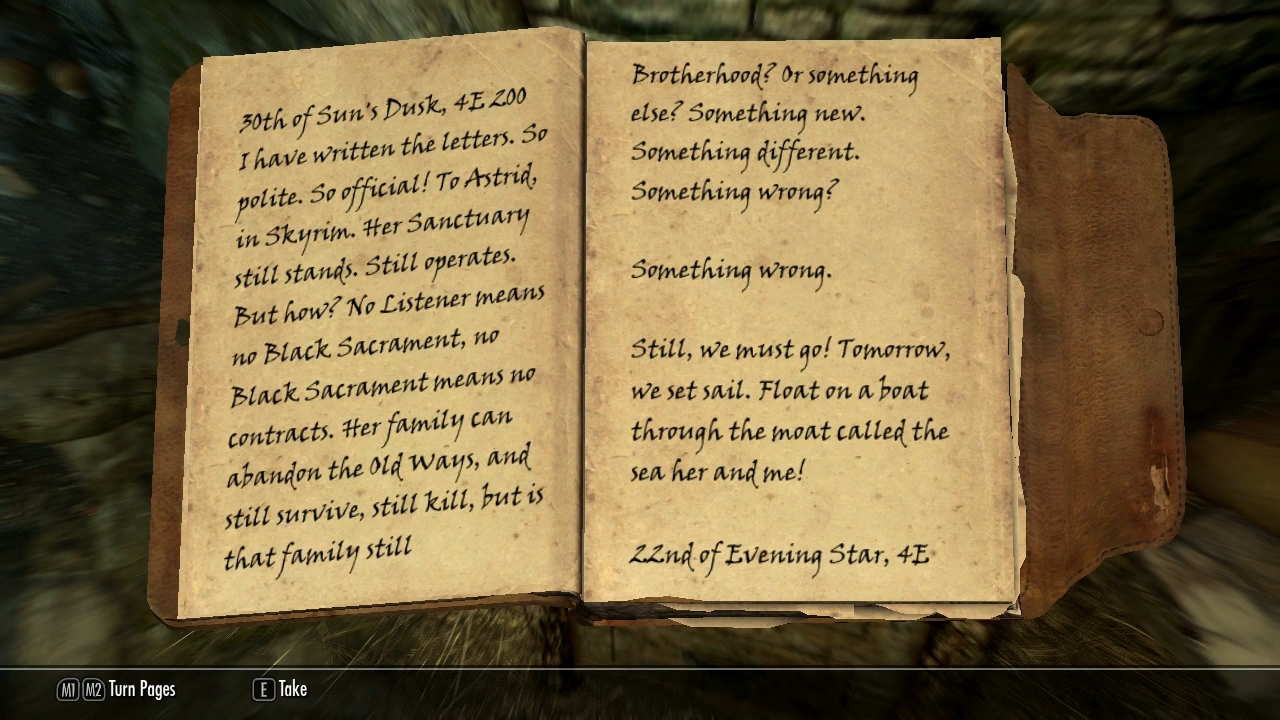 30th of Sun's Dusk, 4E 200
I have written the letters. So
polite. So official! To Astrid,
in Skyrim. Her Sanctuary
still stands. Still operates.
But how? No Listener means
no Black Sacrament, no
Black Sacrament means no
contracts. Her family can
abandon the Old Ways, and
still survive, still kill, but is
that family still
Brotherhood? Or something
else? Something new.
Something different.
Something wrong?
Something wrong.
Still, we must go! Tomorrow,
we set sail. Float on a boat
through the moat called the
sea her and me!
22nd of Evening Star, 4E
M1 M2 Turn Pages
E Take